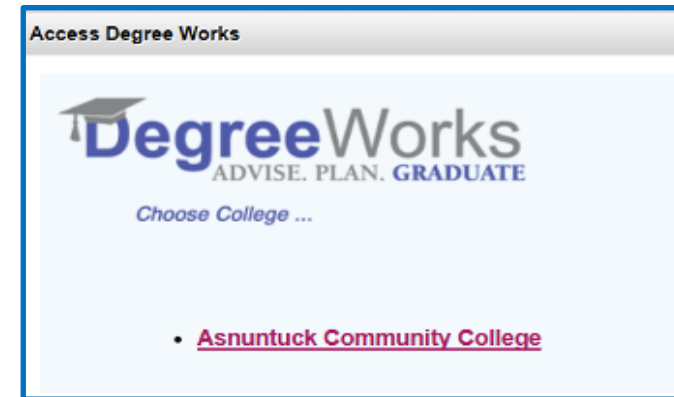 Access Degree Works
DegreeWorks
ADVISE. PLAN. GRADUATE
Choose College ...
• Asnuntuck Community College